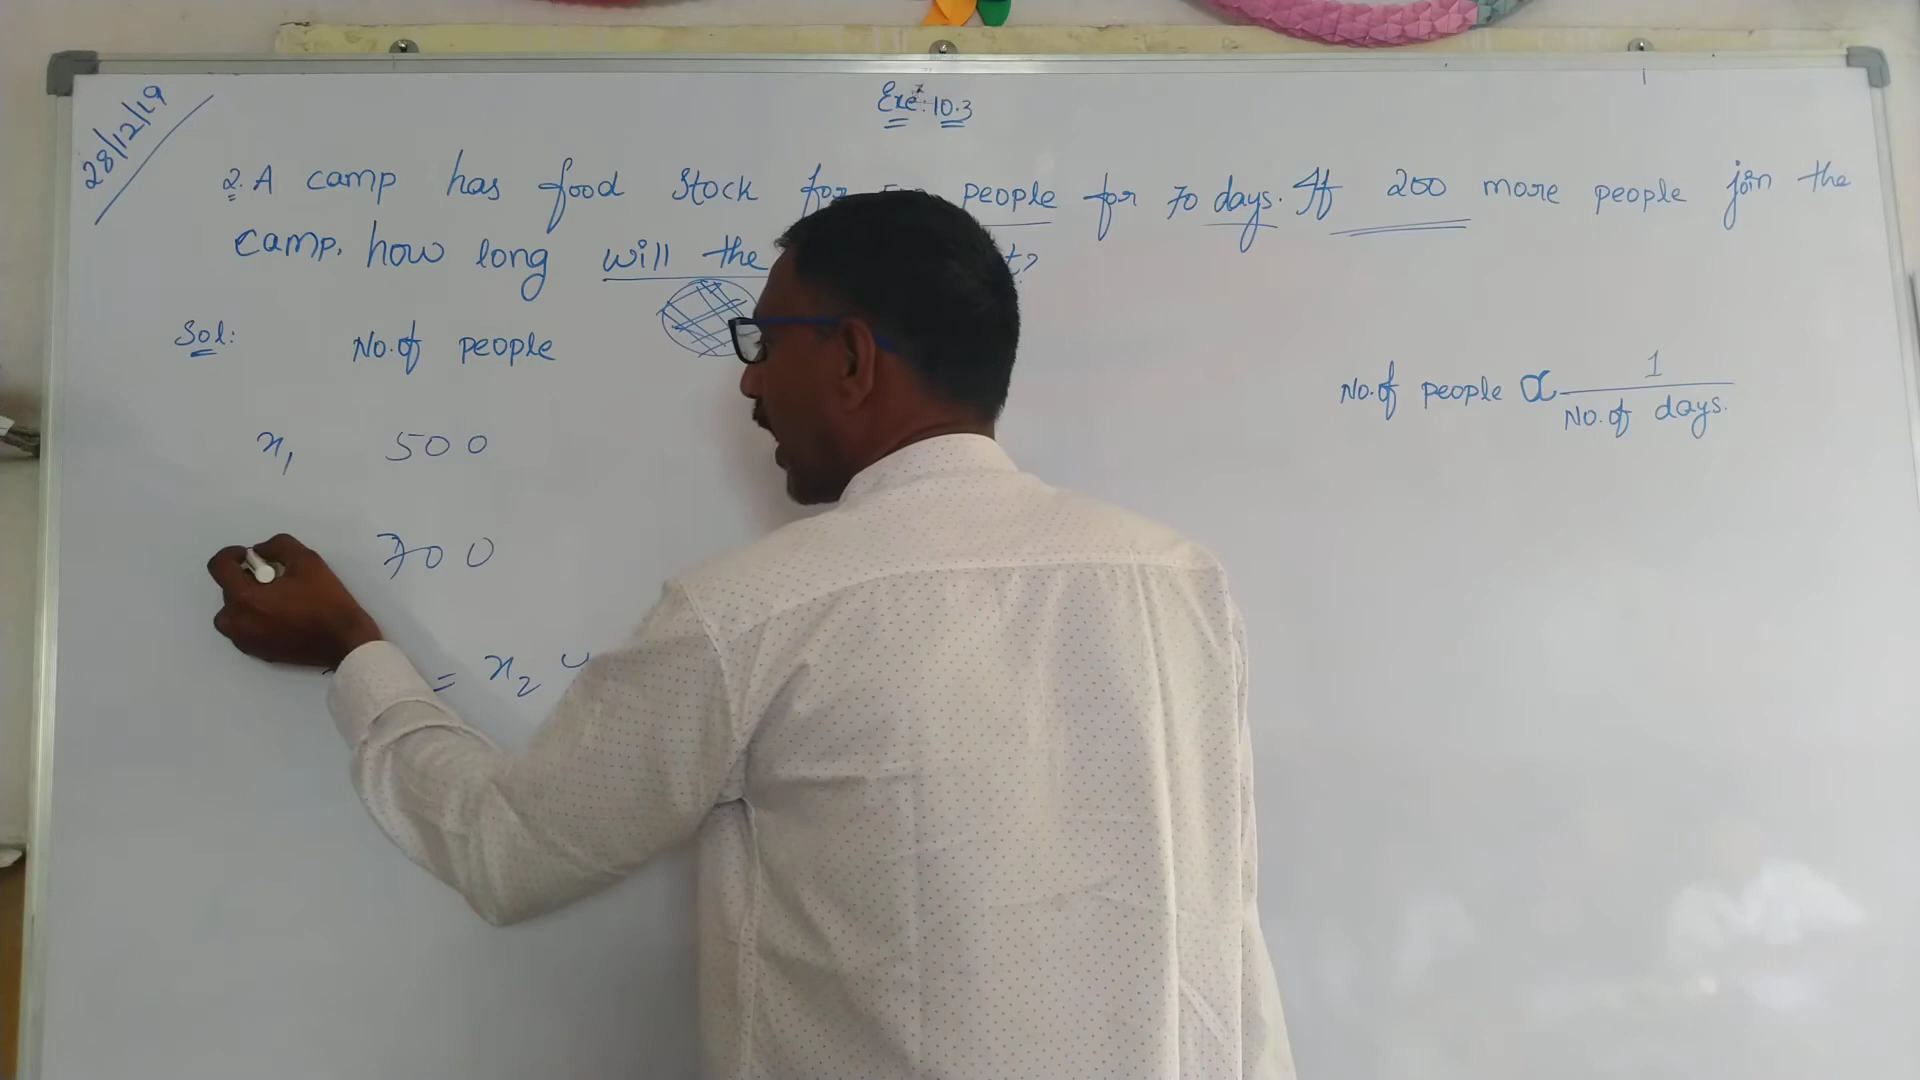 28/12/19
Exe: 10.3
2. A camp has food stock for people for 70 days. If 200 more people join the
camp, how long will the
Sol: No. of people
No. of people ∝ 1
No. of days.
x₁ 500
700
= x₂